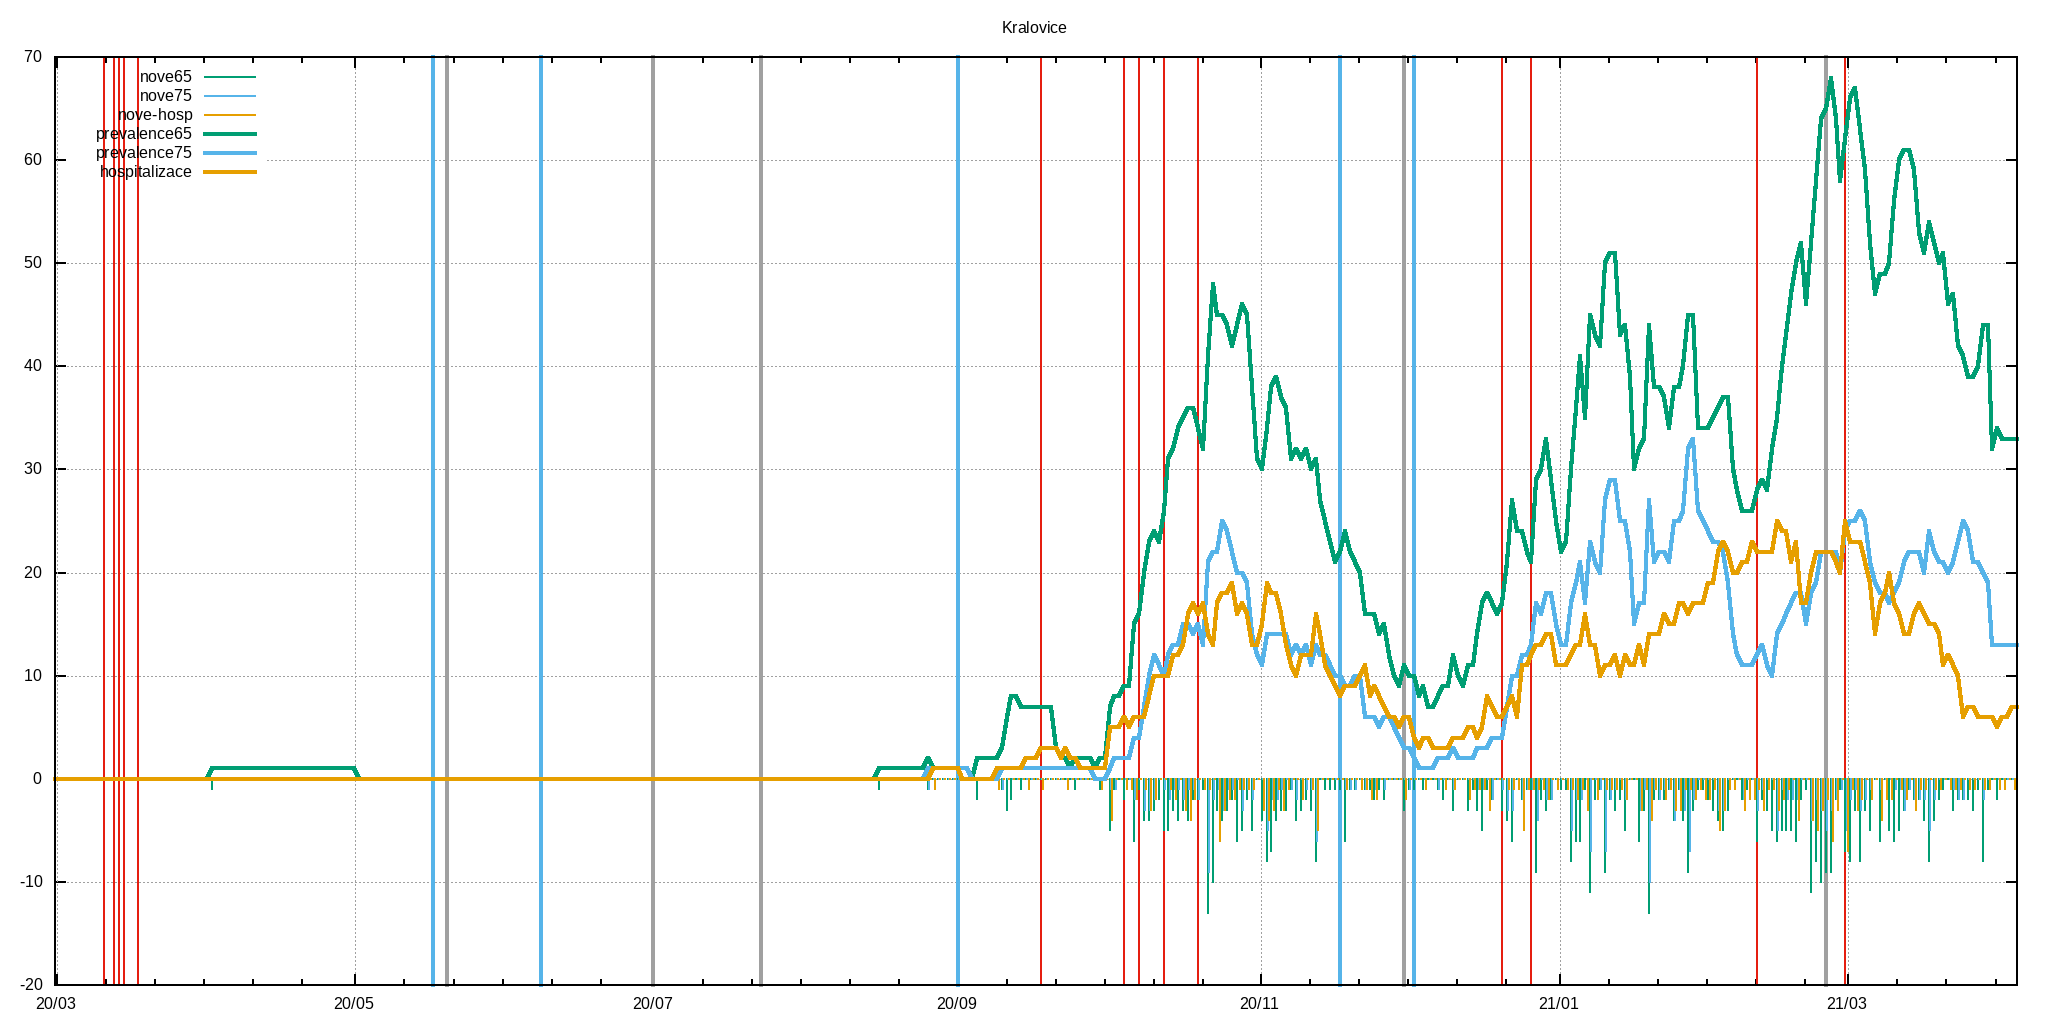 Kralovice
70
nove65
nove75
nove-hosp
prevalence65
prevalence75
hospitalizace
60
50
40
30
20
10
0
-10
-20
20/03 20/05 20/07 20/09 20/11 21/01 21/03